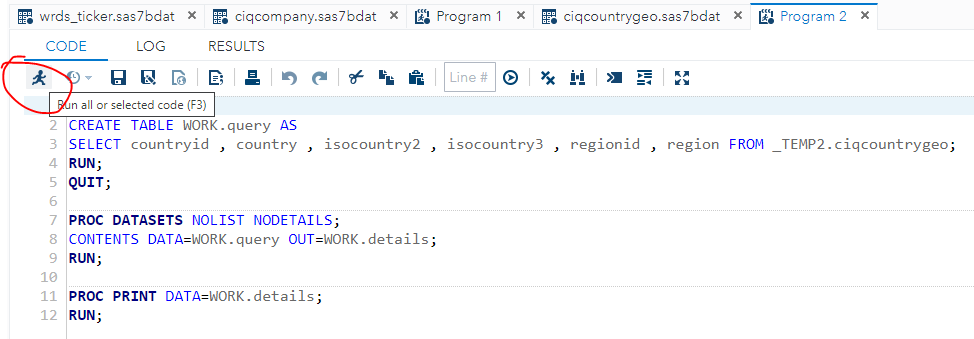 wrds_ticker.sas7bdat × ciqcompany.sas7bdat × Program 1 × ciqcountrygeo.sas7bdat × Program 2 ×
CODE LOG RESULTS
Line #
Run all or selected code (F3)
2 CREATE TABLE WORK.query AS
3 SELECT countryid , country , isocountry2 , isocountry3 , regionid , region FROM _TEMP2.ciqcountrygeo;
4 RUN;
5 QUIT;
6
7 PROC DATASETS NOLIST NODETAILS;
8 CONTENTS DATA=WORK.query OUT=WORK.details;
9 RUN;
10
11 PROC PRINT DATA=WORK.details;
12 RUN;